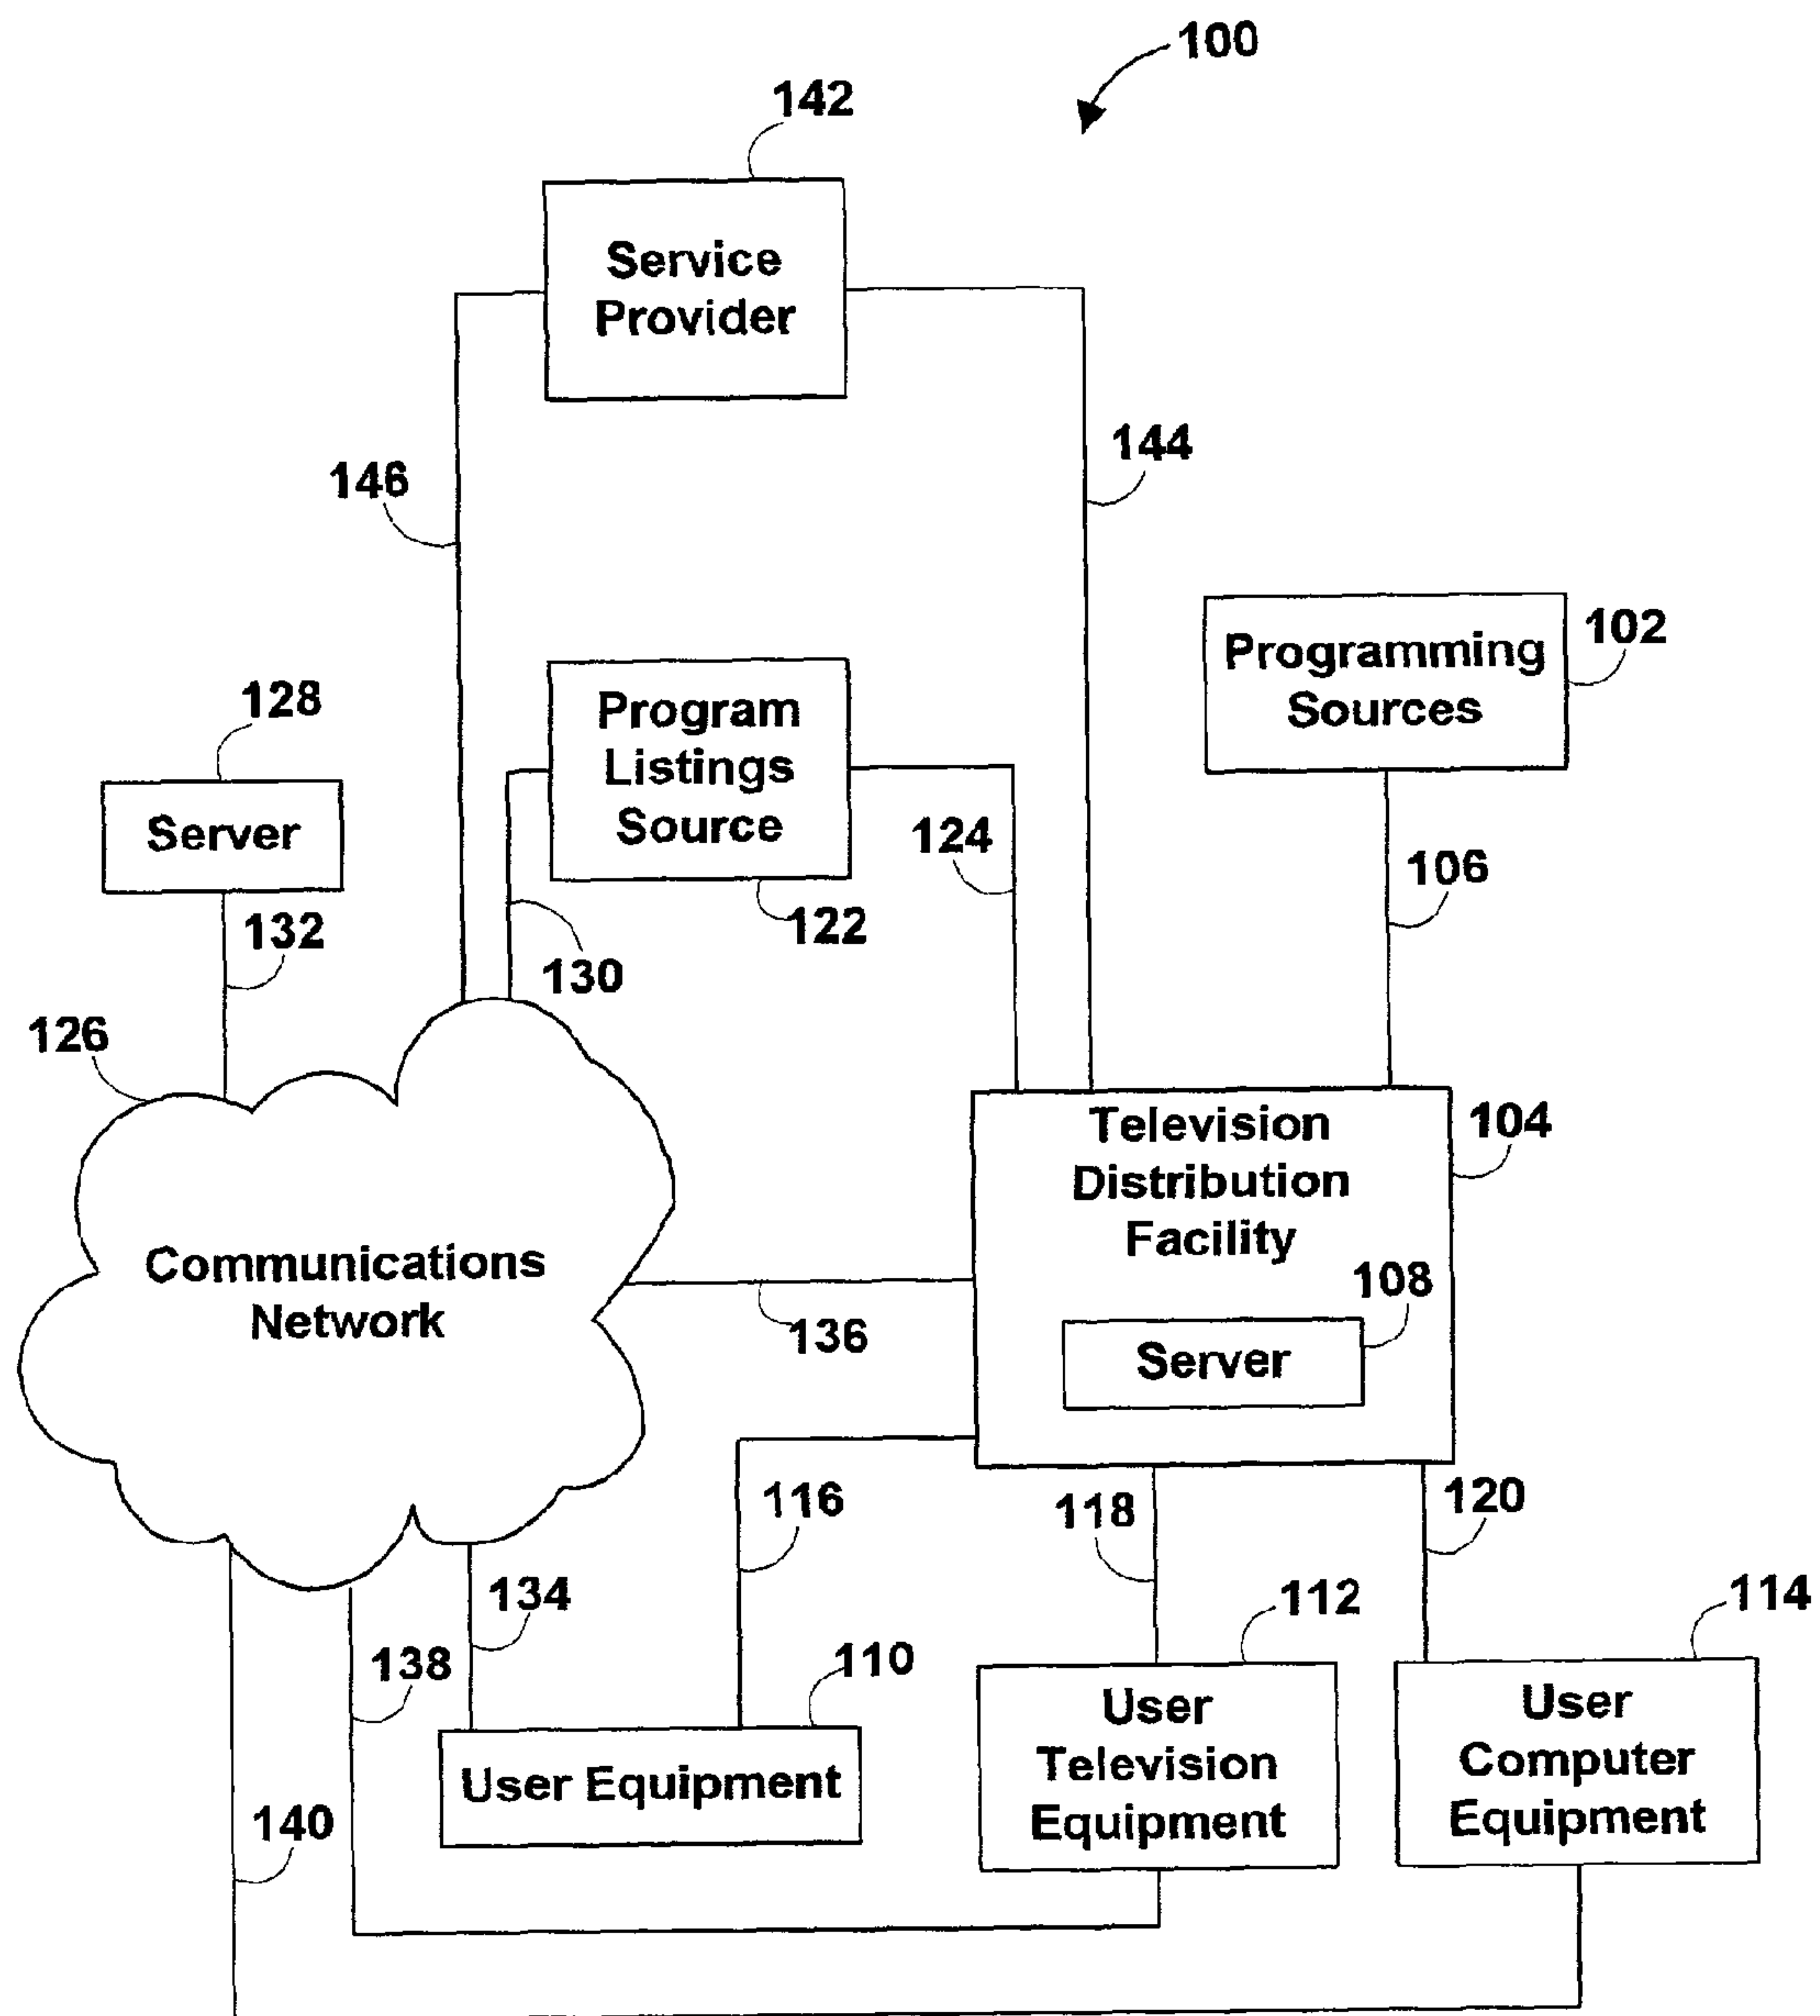 100
142
Service
Provider
146
144
Programming
Sources
102
128
Server
Program
Listings
Source
124
106
132
130
122
126
Television
Distribution
Facility
104
Communications
Network
108
136
Server
116
118
120
134
112
114
138
110
User
Television
Equipment
User
Computer
Equipment
User Equipment
140